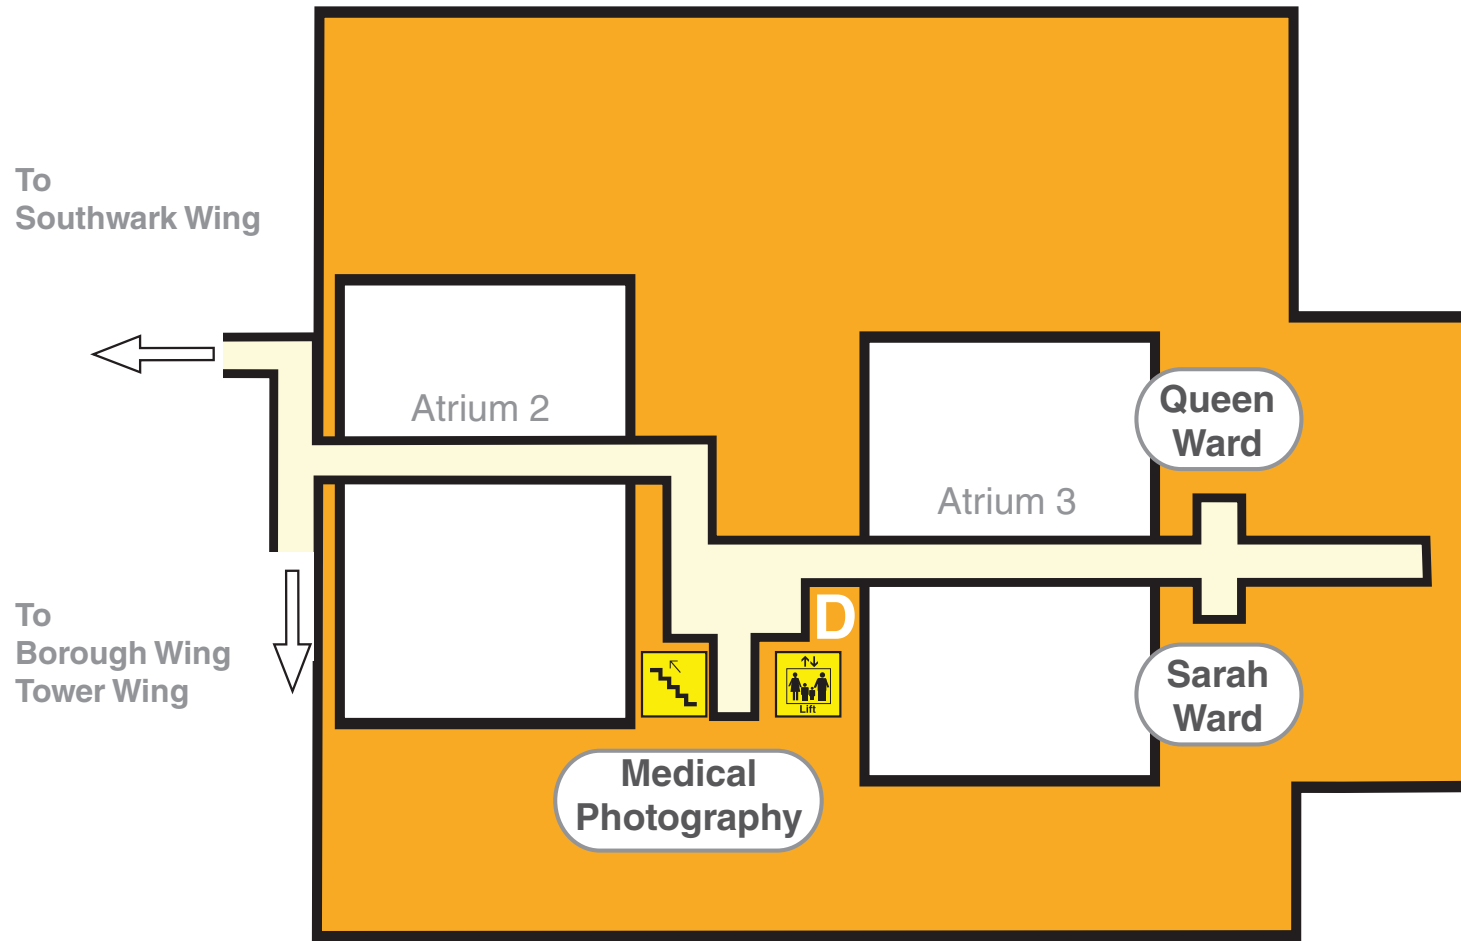 To
Southwark Wing
Atrium 2
Queen
Ward
Atrium 3
To
Borough Wing
Tower Wing
D
Lift
Sarah
Ward
Medical
Photography